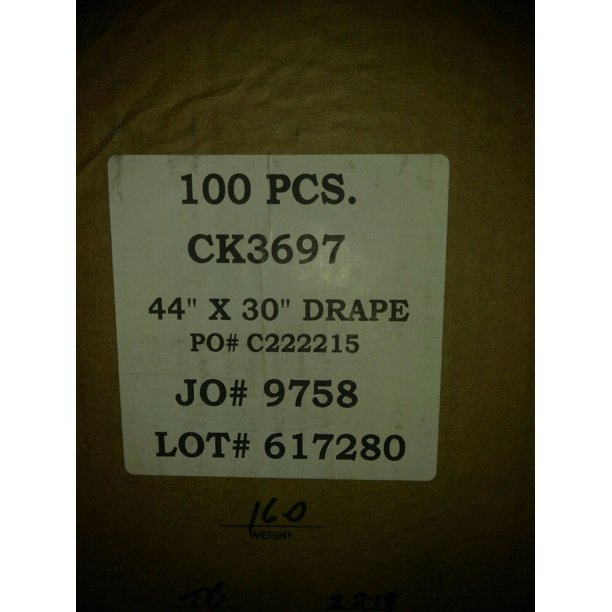 100 PCS.
CK3697
44" X 30" DRAPE
PO# C222215
JO# 9758
LOT# 617280
16.0
WEIGHT